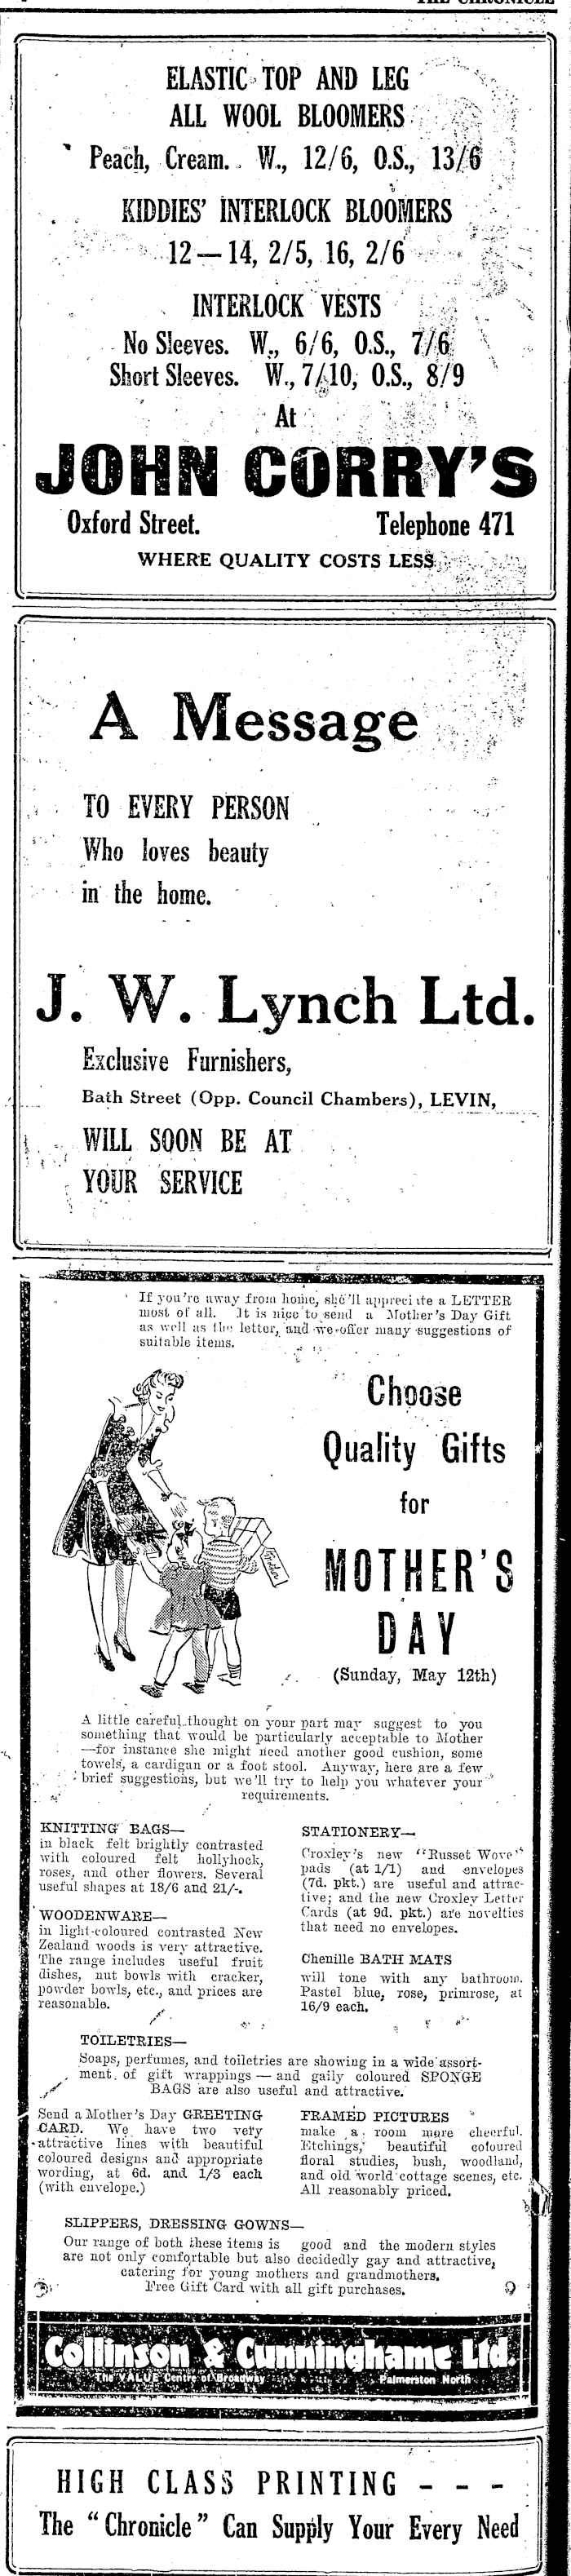 THE CHRONICLE
ELASTIC TOP AND LEG
ALL WOOL BLOOMERS
Peach, Cream. W., 12/6, O.S., 13/6
KIDDIES' INTERLOCK BLOOMERS
12—14, 2/5, 16, 2/6
INTERLOCK VESTS
No Sleeves. W., 6/6, O.S., 7/6
Short Sleeves. W., 7/10, O.S., 8/9
At
JOHN CORRY'S
Oxford Street. Telephone 471
WHERE QUALITY COSTS LESS
A Message
TO EVERY PERSON
Who loves beauty
in the home.
J. W. Lynch Ltd.
Exclusive Furnishers,
Bath Street (Opp. Council Chambers), LEVIN,
WILL SOON BE AT
YOUR SERVICE
If you're away from home, she'll appreciate a LETTER
most of all. It is nice to send a Mother's Day Gift
as well as the letter, and we offer many suggestions of
suitable items.
Choose
Quality Gifts
for
MOTHER'S
DAY
(Sunday, May 12th)
Mother
A little careful thought on your part may suggest to you
something that would be particularly acceptable to Mother
—for instance she might need another good cushion, some
towels, a cardigan or a foot stool. Anyway, here are a few
brief suggestions, but we'll try to help you whatever your
requirements.
KNITTING BAGS—
in black felt brightly contrasted
with coloured felt hollyhock,
roses, and other flowers. Several
useful shapes at 18/6 and 21/-.
WOODENWARE—
in light-coloured contrasted New
Zealand woods is very attractive.
The range includes useful fruit
dishes, nut bowls with cracker,
powder bowls, etc., and prices are
reasonable.
STATIONERY—
Croxley's new "Russet Wove"
pads (at 1/1) and envelopes
(7d. pkt.) are useful and attrac-
tive; and the new Croxley Letter
Cards (at 9d. pkt.) are novelties
that need no envelopes.
Chenille BATH MATS
will tone with any bathroom.
Pastel blue, rose, primrose, at
16/9 each.
TOILETRIES—
Soaps, perfumes, and toiletries are showing in a wide assort-
ment of gift wrappings — and gaily coloured SPONGE
BAGS are also useful and attractive.
Send a Mother's Day GREETING
CARD. We have two very
attractive lines with beautiful
coloured designs and appropriate
wording, at 6d. and 1/3 each
(with envelope.)
FRAMED PICTURES
make a room more cheerful.
Etchings, beautiful coloured
floral studies, bush, woodland,
and old world cottage scenes, etc.
All reasonably priced.
SLIPPERS, DRESSING GOWNS—
Our range of both these items is good and the modern styles
are not only comfortable but also decidedly gay and attractive,
catering for young mothers and grandmothers.
Free Gift Card with all gift purchases.
Collinson & Cunninghame Ltd.
The VALUE Centre of Broadway Palmerston North
HIGH CLASS PRINTING - - -
The "Chronicle" Can Supply Your Every Need